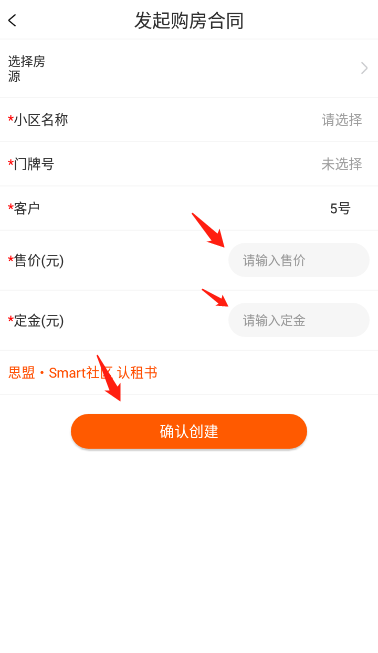 发起购房合同
选择房
源
*小区名称 请选择
*门牌号 未选择
*客户 5号
*售价(元) 请输入售价
*定金(元) 请输入定金
思盟·Smart社区 认租书
确认创建